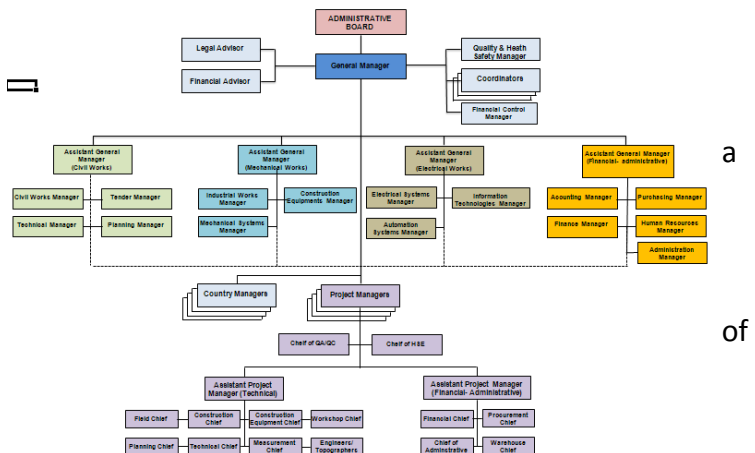 ADMINISTRATIVE
BOARD
Legal Advisor
Quality & Heath
Safety Manager
General Manager
Financial Advisor
Coordinators
Financial Control
Manager
Assistant General
Manager
(Civil Works)
Assistant General
Manager
(Mechanical Works)
Assistant General
Manager
(Electrical Works)
Assistant General Manager
(Financial- administrative)
a
Civil Works Manager
Tender Manager
Industrial Works
Manager
Construction
Equipments Manager
Electrical Systems
Manager
Information
Technologies Manager
Acounting Manager
Purchasing Manager
Technical Manager
Planning Manager
Mechanical Systems
Manager
Automation
Systems Manager
Finance Manager
Human Resources
Manager
Administration
Manager
Country Managers
Project Managers
of
Cheif of QA/QC
Cheif of HSE
Assistant Project
Manager (Technical)
Assistant Project Manager
(Financial- Administrative)
Field Chief
Construction
Chief
Construction
Equipment Chief
Workshop Chief
Financial Chief
Procurement
Chief
Planning Chief
Technical Chief
Measurement
Chief
Engineers/
Topographers
Chief of
Adminstrative
Warehouse
Chief